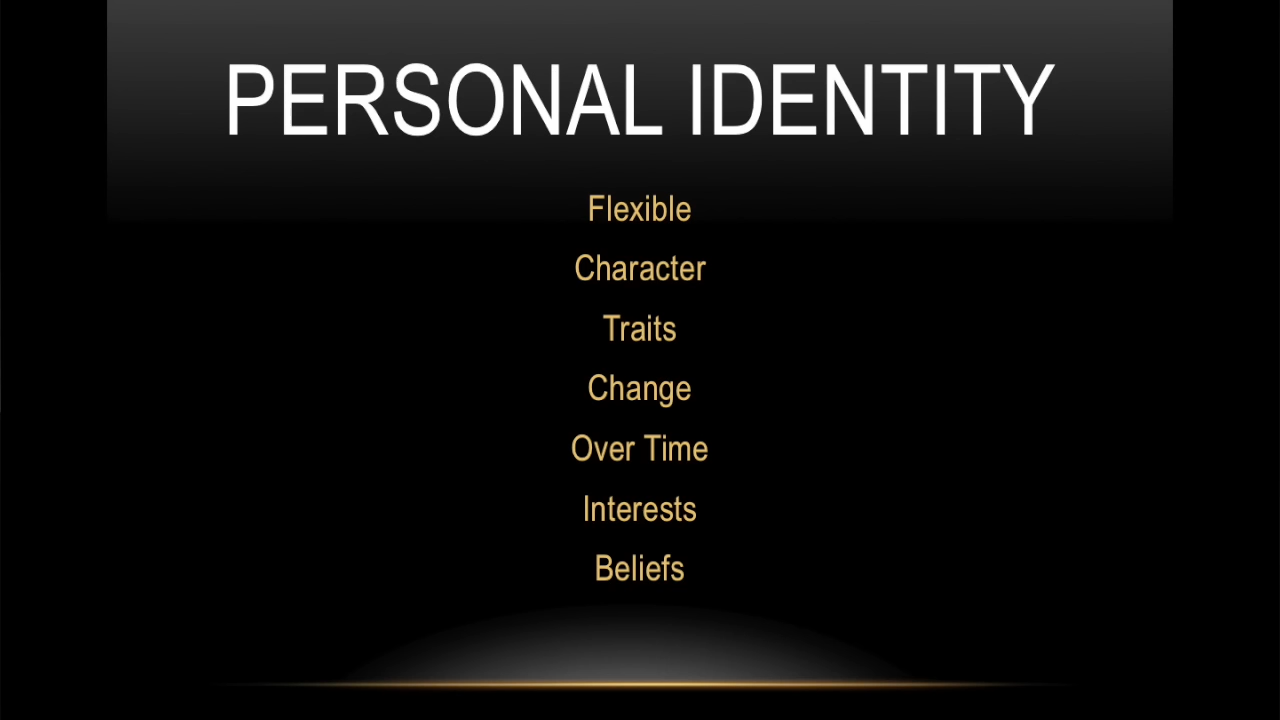 PERSONAL IDENTITY
Flexible
Character
Traits
Change
Over Time
Interests
Beliefs